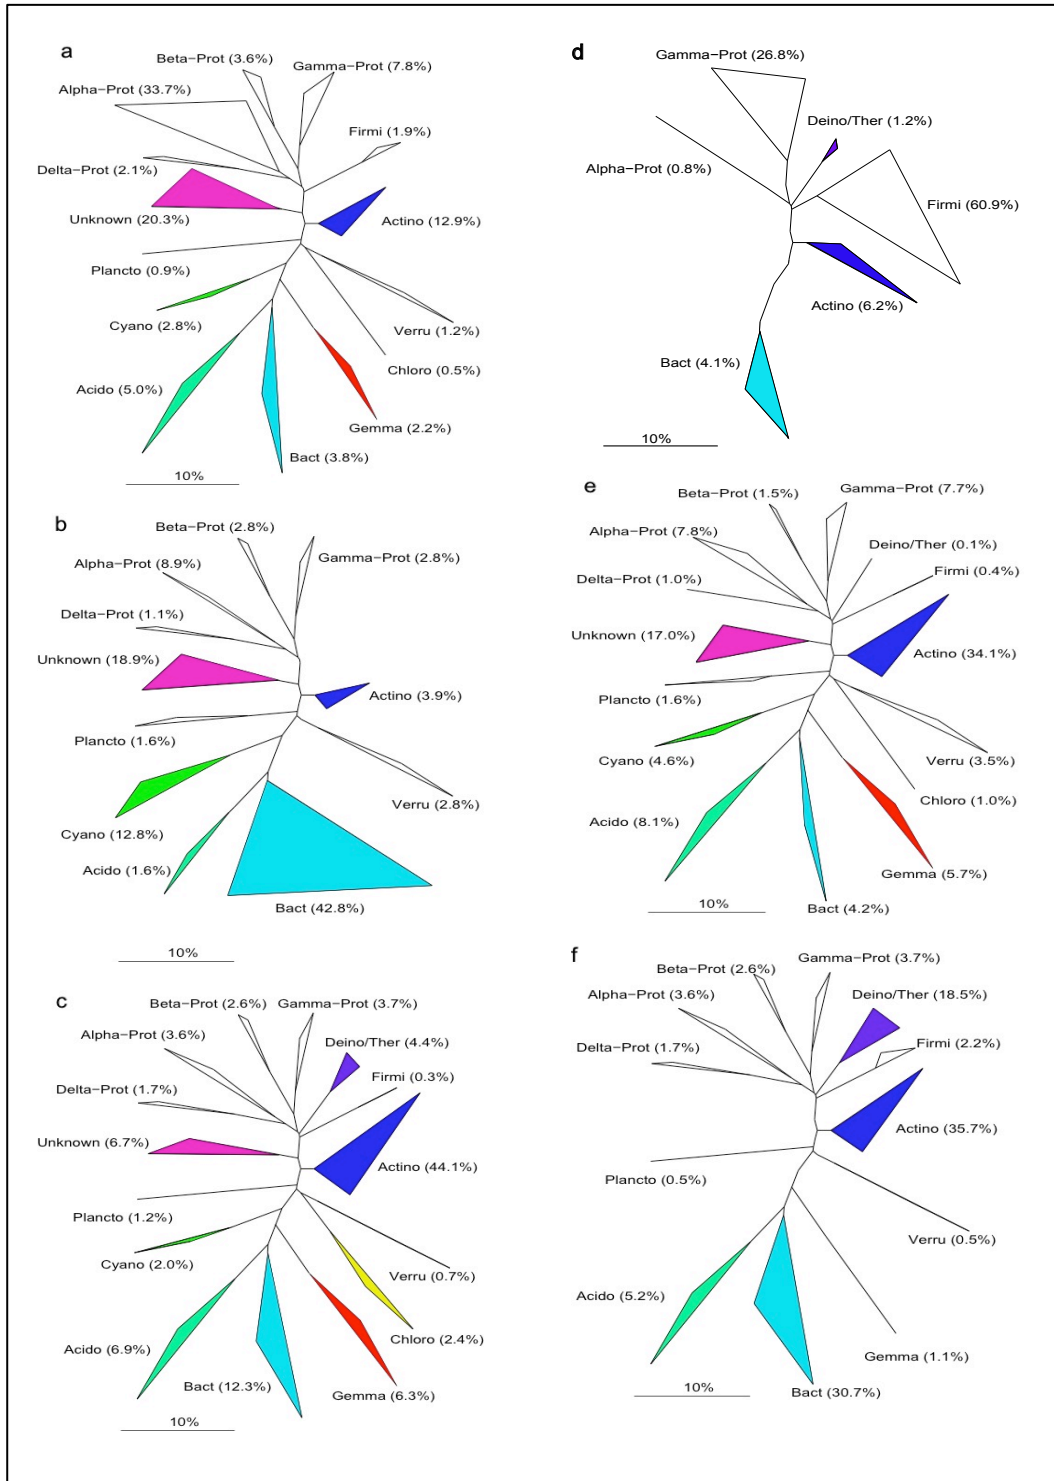 a
Beta−Prot (3.6%)
Gamma−Prot (7.8%)
Alpha−Prot (33.7%)
Firmi (1.9%)
Delta−Prot (2.1%)
Unknown (20.3%)
Actino (12.9%)
Plancto (0.9%)
Cyano (2.8%)
Verru (1.2%)
Chloro (0.5%)
Acido (5.0%)
Gemma (2.2%)
Bact (3.8%)
10%
b
Beta−Prot (2.8%)
Gamma−Prot (2.8%)
Alpha−Prot (8.9%)
Delta−Prot (1.1%)
Unknown (18.9%)
Actino (3.9%)
Plancto (1.6%)
Verru (2.8%)
Cyano (12.8%)
Acido (1.6%)
Bact (42.8%)
10%
c
Beta−Prot (2.6%)
Gamma−Prot (3.7%)
Alpha−Prot (3.6%)
Deino/Ther (4.4%)
Firmi (0.3%)
Delta−Prot (1.7%)
Unknown (6.7%)
Actino (44.1%)
Plancto (1.2%)
Cyano (2.0%)
Verru (0.7%)
Chloro (2.4%)
Acido (6.9%)
Bact (12.3%)
Gemma (6.3%)
10%
d
Gamma−Prot (26.8%)
Deino/Ther (1.2%)
Alpha−Prot (0.8%)
Firmi (60.9%)
Actino (6.2%)
Bact (4.1%)
10%
e
Beta−Prot (1.5%)
Gamma−Prot (7.7%)
Alpha−Prot (7.8%)
Deino/Ther (0.1%)
Firmi (0.4%)
Delta−Prot (1.0%)
Unknown (17.0%)
Actino (34.1%)
Plancto (1.6%)
Cyano (4.6%)
Verru (3.5%)
Chloro (1.0%)
Acido (8.1%)
Gemma (5.7%)
Bact (4.2%)
10%
f
Beta−Prot (2.6%)
Gamma−Prot (3.7%)
Alpha−Prot (3.6%)
Deino/Ther (18.5%)
Delta−Prot (1.7%)
Firmi (2.2%)
Actino (35.7%)
Plancto (0.5%)
Verru (0.5%)
Acido (5.2%)
Gemma (1.1%)
Bact (30.7%)
10%